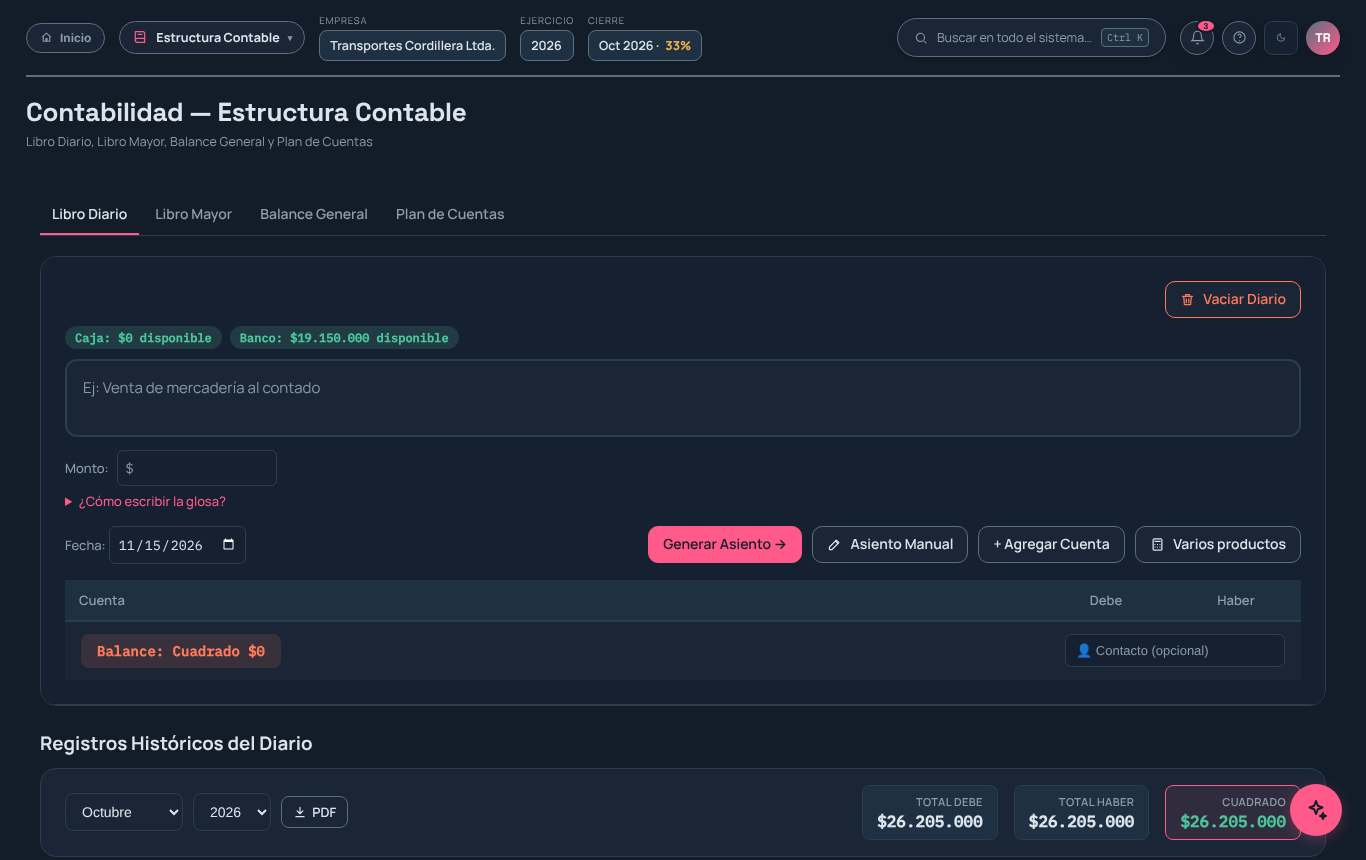 Inicio
Estructura Contable
EMPRESA
Transportes Cordillera Ltda.
EJERCICIO
2026
CIERRE
Oct 2026 · 33%
Buscar en todo el sistema... Ctrl K
3
TR
Contabilidad — Estructura Contable
Libro Diario, Libro Mayor, Balance General y Plan de Cuentas
Libro Diario Libro Mayor Balance General Plan de Cuentas
Vaciar Diario
Caja: $0 disponible Banco: $19.150.000 disponible
Ej: Venta de mercadería al contado
Monto: $
¿Cómo escribir la glosa?
Fecha: 11/15/2026
Generar Asiento → Asiento Manual + Agregar Cuenta Varios productos
Cuenta Debe Haber
Balance: Cuadrado $0 Contacto (opcional)
Registros Históricos del Diario
Octubre 2026 PDF
TOTAL DEBE
$26.205.000
TOTAL HABER
$26.205.000
CUADRADO
$26.205.000